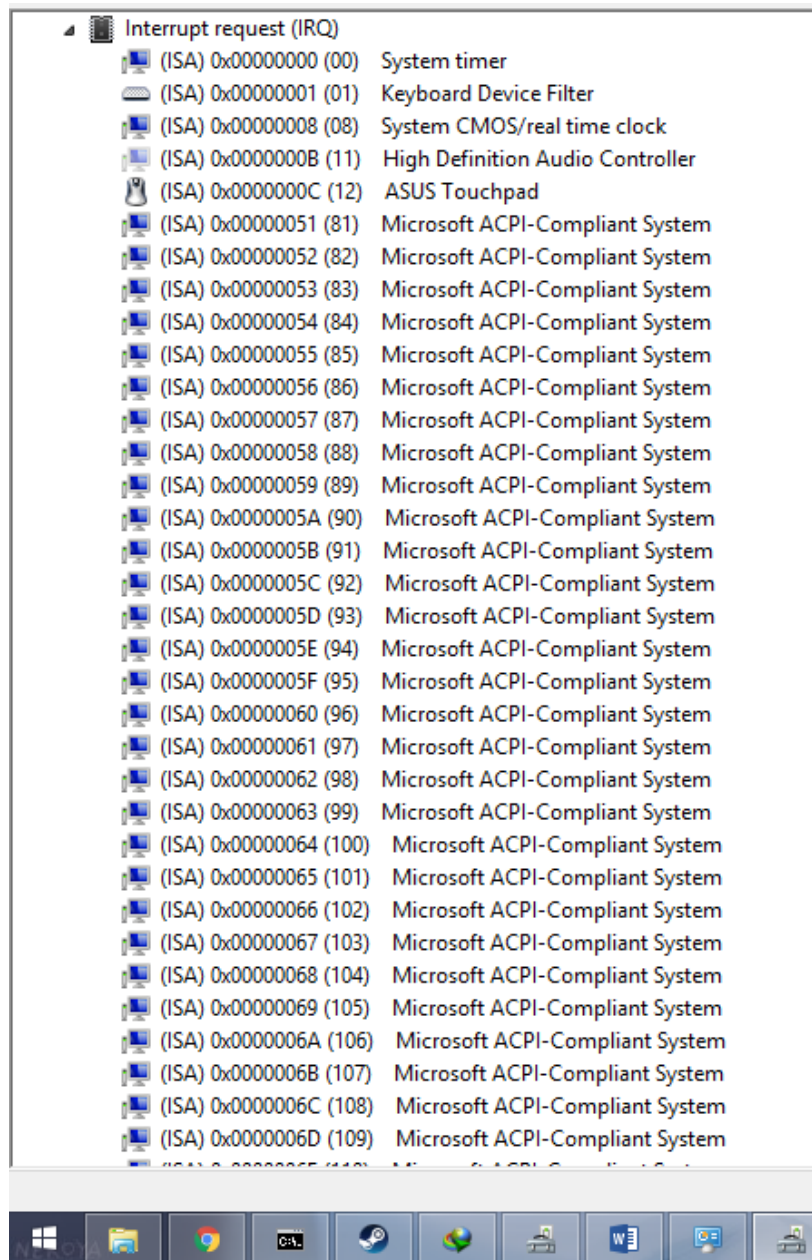 Interrupt request (IRQ)
(ISA) 0x00000000 (00) System timer
(ISA) 0x00000001 (01) Keyboard Device Filter
(ISA) 0x00000008 (08) System CMOS/real time clock
(ISA) 0x0000000B (11) High Definition Audio Controller
(ISA) 0x0000000C (12) ASUS Touchpad
(ISA) 0x00000051 (81) Microsoft ACPI-Compliant System
(ISA) 0x00000052 (82) Microsoft ACPI-Compliant System
(ISA) 0x00000053 (83) Microsoft ACPI-Compliant System
(ISA) 0x00000054 (84) Microsoft ACPI-Compliant System
(ISA) 0x00000055 (85) Microsoft ACPI-Compliant System
(ISA) 0x00000056 (86) Microsoft ACPI-Compliant System
(ISA) 0x00000057 (87) Microsoft ACPI-Compliant System
(ISA) 0x00000058 (88) Microsoft ACPI-Compliant System
(ISA) 0x00000059 (89) Microsoft ACPI-Compliant System
(ISA) 0x0000005A (90) Microsoft ACPI-Compliant System
(ISA) 0x0000005B (91) Microsoft ACPI-Compliant System
(ISA) 0x0000005C (92) Microsoft ACPI-Compliant System
(ISA) 0x0000005D (93) Microsoft ACPI-Compliant System
(ISA) 0x0000005E (94) Microsoft ACPI-Compliant System
(ISA) 0x0000005F (95) Microsoft ACPI-Compliant System
(ISA) 0x00000060 (96) Microsoft ACPI-Compliant System
(ISA) 0x00000061 (97) Microsoft ACPI-Compliant System
(ISA) 0x00000062 (98) Microsoft ACPI-Compliant System
(ISA) 0x00000063 (99) Microsoft ACPI-Compliant System
(ISA) 0x00000064 (100) Microsoft ACPI-Compliant System
(ISA) 0x00000065 (101) Microsoft ACPI-Compliant System
(ISA) 0x00000066 (102) Microsoft ACPI-Compliant System
(ISA) 0x00000067 (103) Microsoft ACPI-Compliant System
(ISA) 0x00000068 (104) Microsoft ACPI-Compliant System
(ISA) 0x00000069 (105) Microsoft ACPI-Compliant System
(ISA) 0x0000006A (106) Microsoft ACPI-Compliant System
(ISA) 0x0000006B (107) Microsoft ACPI-Compliant System
(ISA) 0x0000006C (108) Microsoft ACPI-Compliant System
(ISA) 0x0000006D (109) Microsoft ACPI-Compliant System